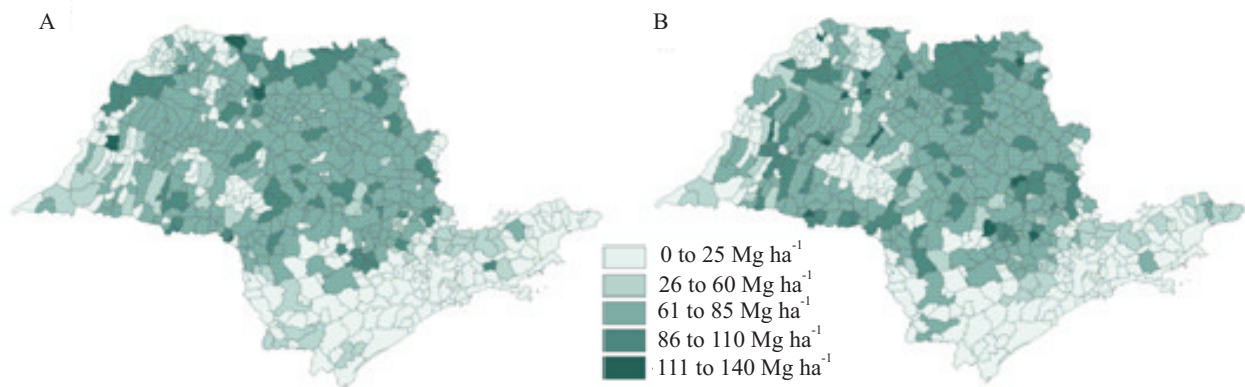 A
B
0 to 25 Mg ha⁻¹
26 to 60 Mg ha⁻¹
61 to 85 Mg ha⁻¹
86 to 110 Mg ha⁻¹
111 to 140 Mg ha⁻¹